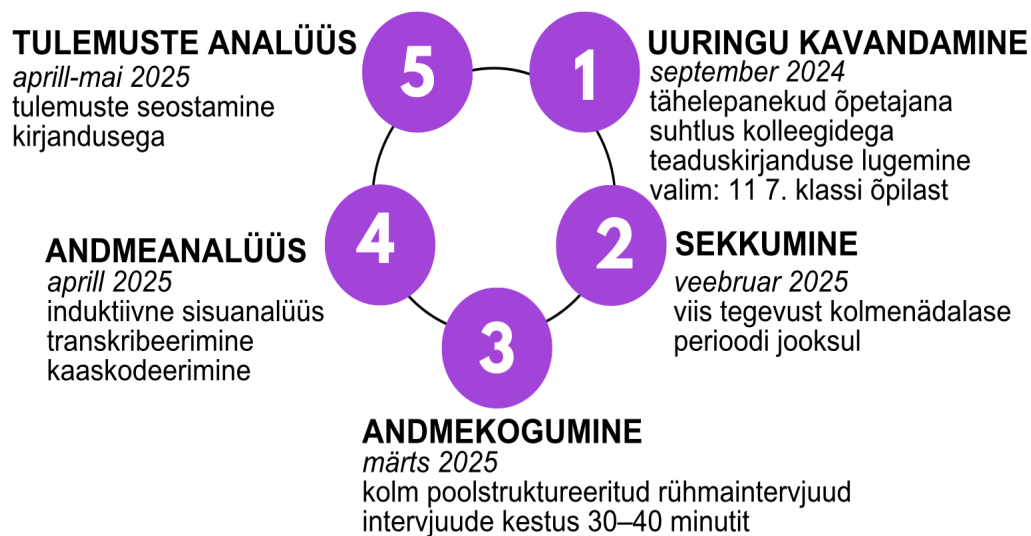 1
UURINGU KAVANDAMINE
september 2024
tähelepanekud õpetajana
suhtlus kolleegidega
teaduskirjanduse lugemine
valim: 11 7. klassi õpilast
2
SEKKUMINE
veebruar 2025
viis tegevust kolmenädalase
perioodi jooksul
3
ANDMEKOGUMINE
märts 2025
kolm poolstruktureeritud rühmaintervjuud
intervjuude kestus 30–40 minutit
4
ANDMEANALÜÜS
aprill 2025
induktiivne sisuanalüüs
transkribeerimine
kaaskodeerimine
5
TULEMUSTE ANALÜÜS
aprill-mai 2025
tulemuste seostamine
kirjandusega